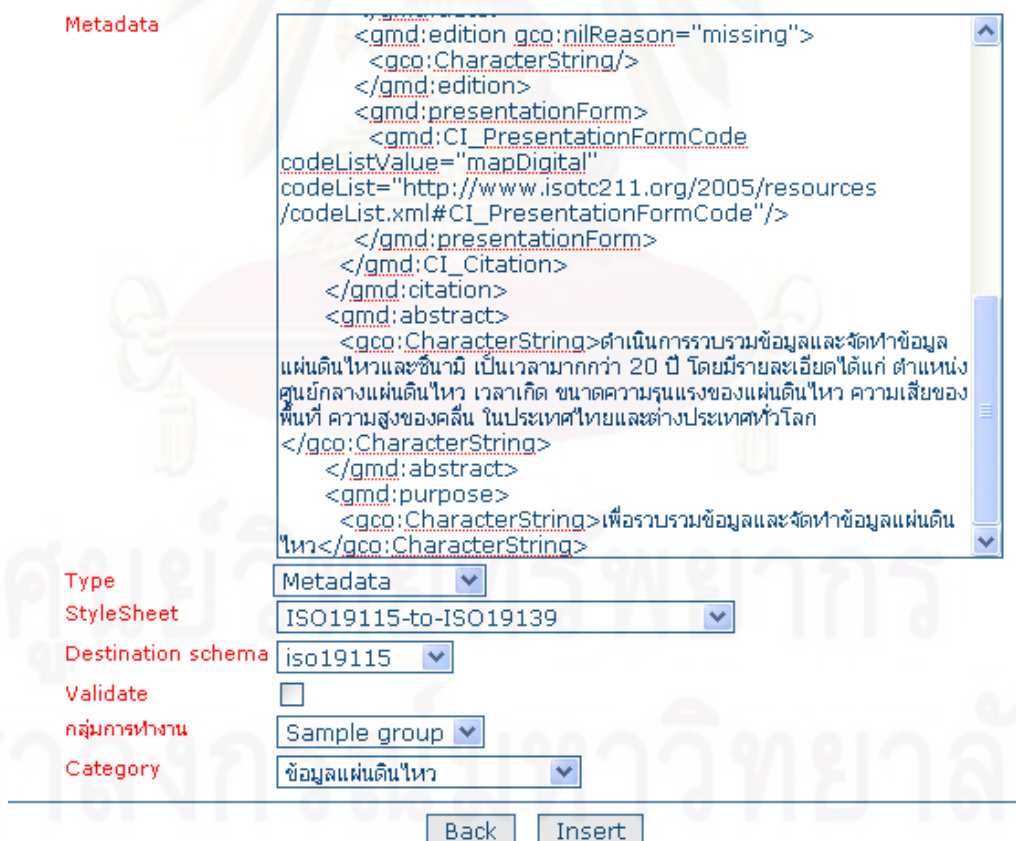 Metadata
<gmd:edition gco:nilReason="missing">
<gco:CharacterString/>
</gmd:edition>
<gmd:presentationForm>
<gmd:CI_PresentationFormCode
codeListValue="mapDigital"
codeList="http://www.isotc211.org/2005/resources
/codeList.xml#CI_PresentationFormCode"/>
</gmd:presentationForm>
</gmd:CI_Citation>
</gmd:citation>
<gmd:abstract>
<gco:CharacterString>ดำเนินการรวบรวมข้อมูลและจัดทำข้อมูล
แผ่นดินไหวและซึนามิ เป็นเวลามากกว่า 20 ปี โดยมีรายละเอียดได้แก่ ตำแหน่ง
ศูนย์กลางแผ่นดินไหว เวลาเกิด ขนาดความรุนแรงของแผ่นดินไหว ความเสียของ
พื้นที่ ความสูงของคลื่น ในประเทศไทยและต่างประเทศทั่วโลก
</gco:CharacterString>
</gmd:abstract>
<gmd:purpose>
<gco:CharacterString>เพื่อรวบรวมข้อมูลและจัดทำข้อมูลแผ่นดิน
ไหว</gco:CharacterString>
Type Metadata
StyleSheet ISO19115-to-ISO19139
Destination schema iso19115
Validate
กลุ่มการทำงาน Sample group
Category ข้อมูลแผ่นดินไหว
Back Insert